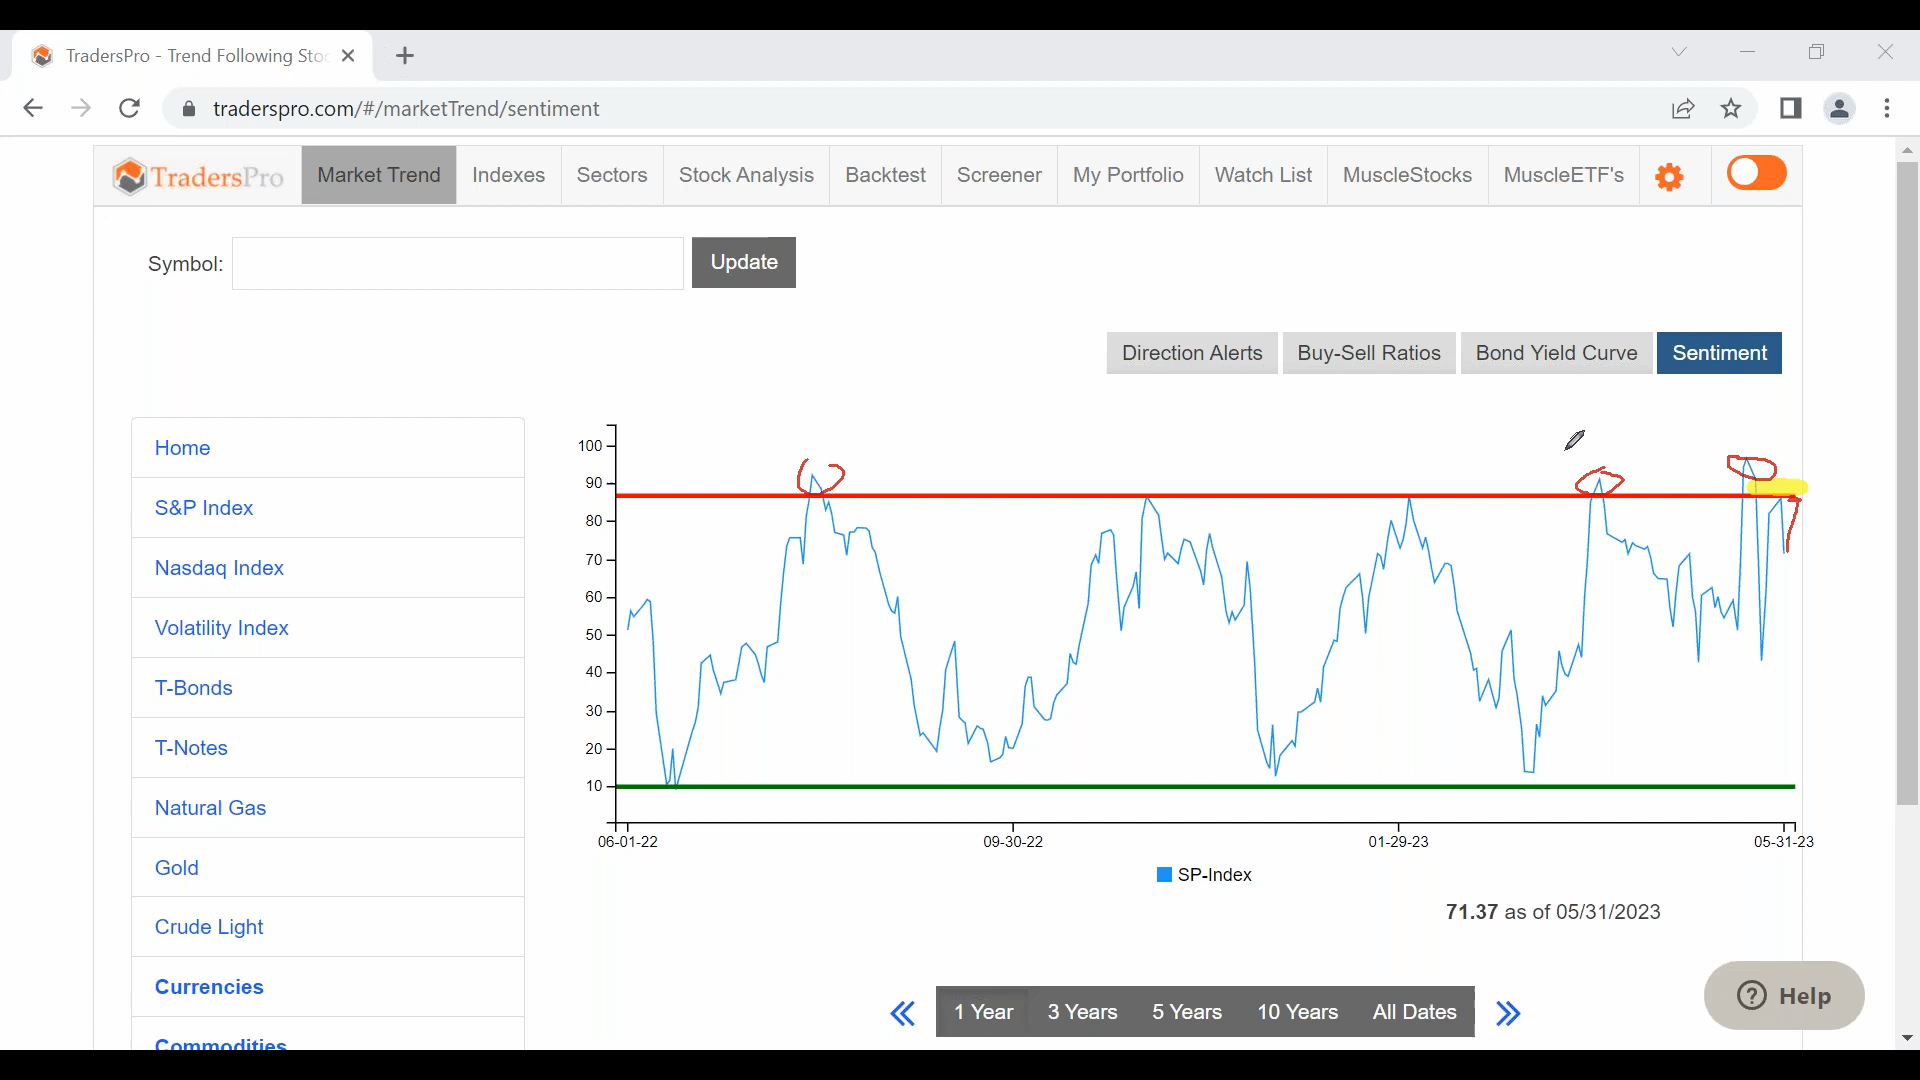 TradersPro - Trend Following Sto
traderspro.com/#/marketTrend/sentiment
TradersPro Market Trend Indexes Sectors Stock Analysis Backtest Screener My Portfolio Watch List MuscleStocks MuscleETF's
Symbol: Update
Direction Alerts Buy-Sell Ratios Bond Yield Curve Sentiment
Home
S&P Index
Nasdaq Index
Volatility Index
T-Bonds
T-Notes
Natural Gas
Gold
Crude Light
Currencies
Commodities
100
90
80
70
60
50
40
30
20
10
06-01-22 09-30-22 01-29-23 05-31-23
SP-Index
71.37 as of 05/31/2023
1 Year 3 Years 5 Years 10 Years All Dates
? Help